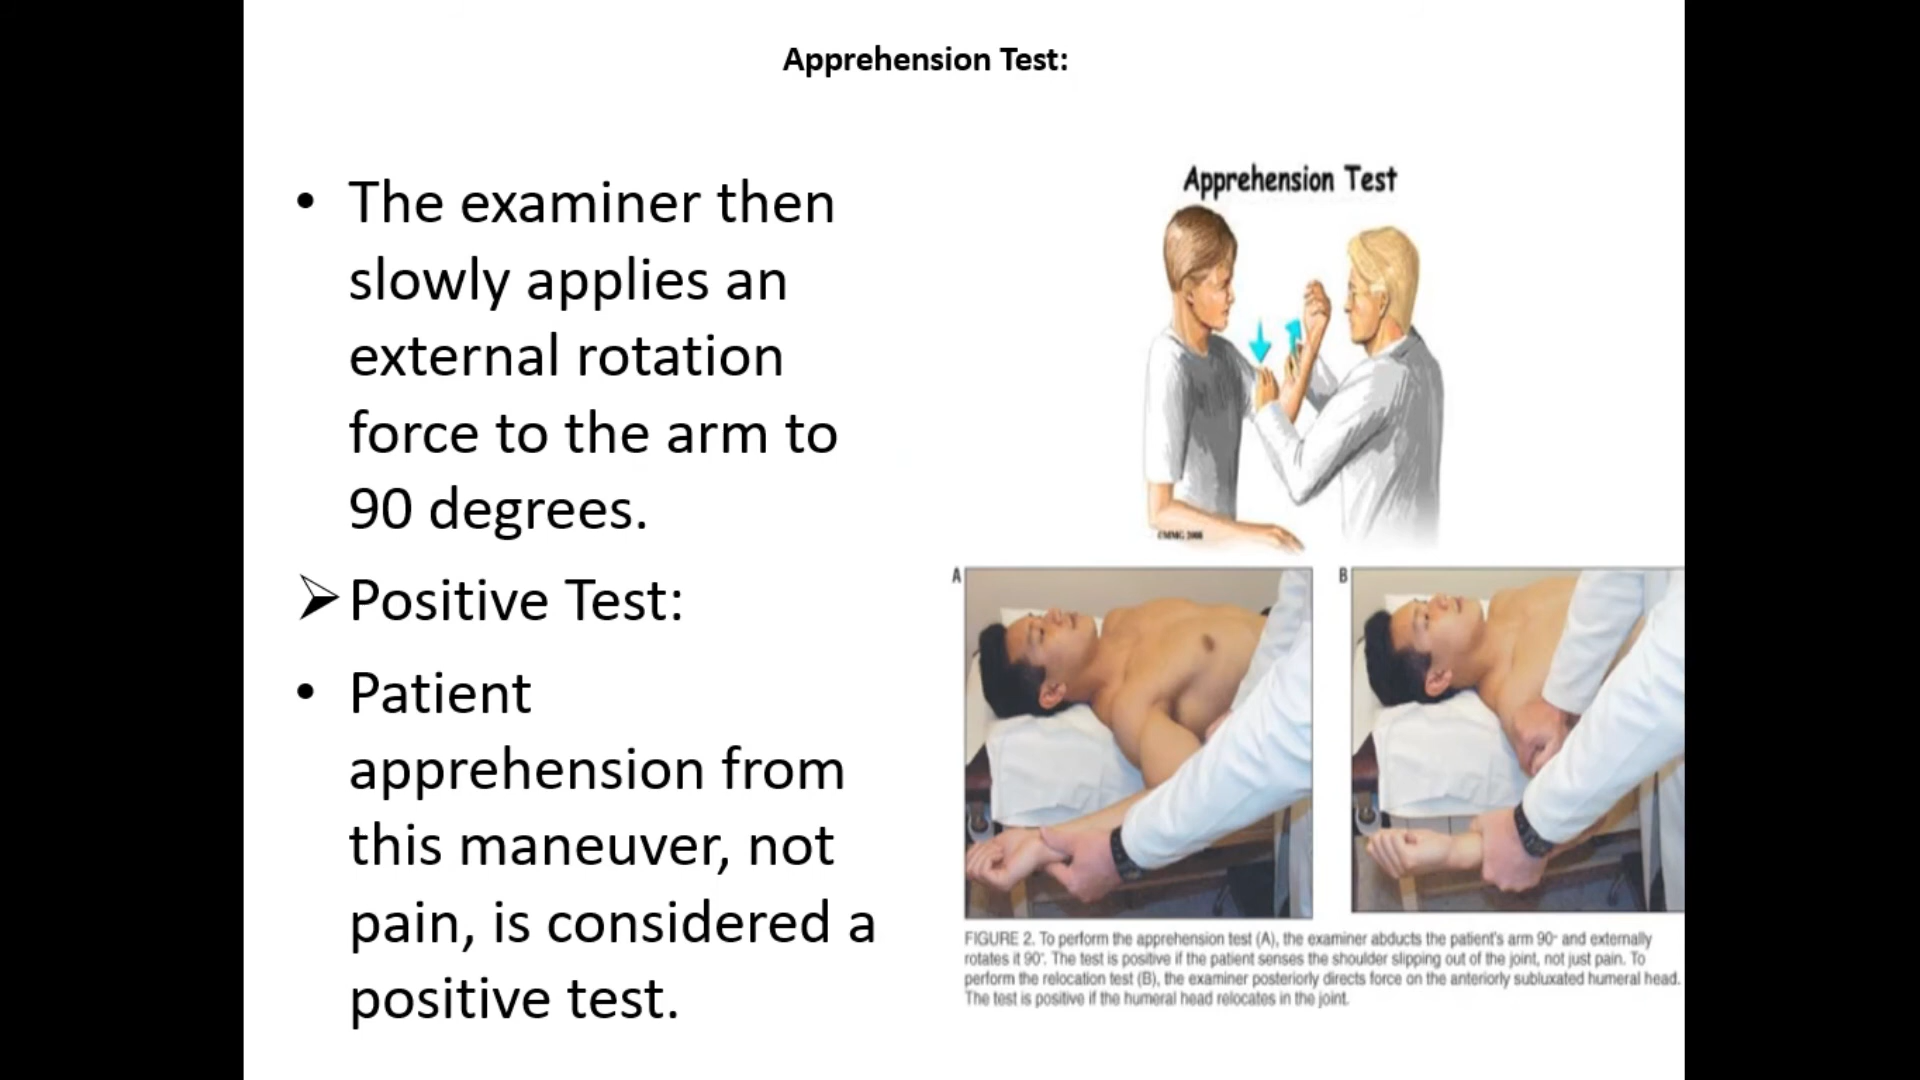 Apprehension Test:
• The examiner then
slowly applies an
external rotation
force to the arm to
90 degrees.
➢ Positive Test:
• Patient
apprehension from
this maneuver, not
pain, is considered a
positive test.
Apprehension Test
©MMG 2008
A
B
FIGURE 2. To perform the apprehension test (A), the examiner abducts the patient's arm 90° and externally
rotates it 90°. The test is positive if the patient senses the shoulder slipping out of the joint, not just pain. To
perform the relocation test (B), the examiner posteriorly directs force on the anteriorly subluxated humeral head.
The test is positive if the humeral head relocates in the joint.